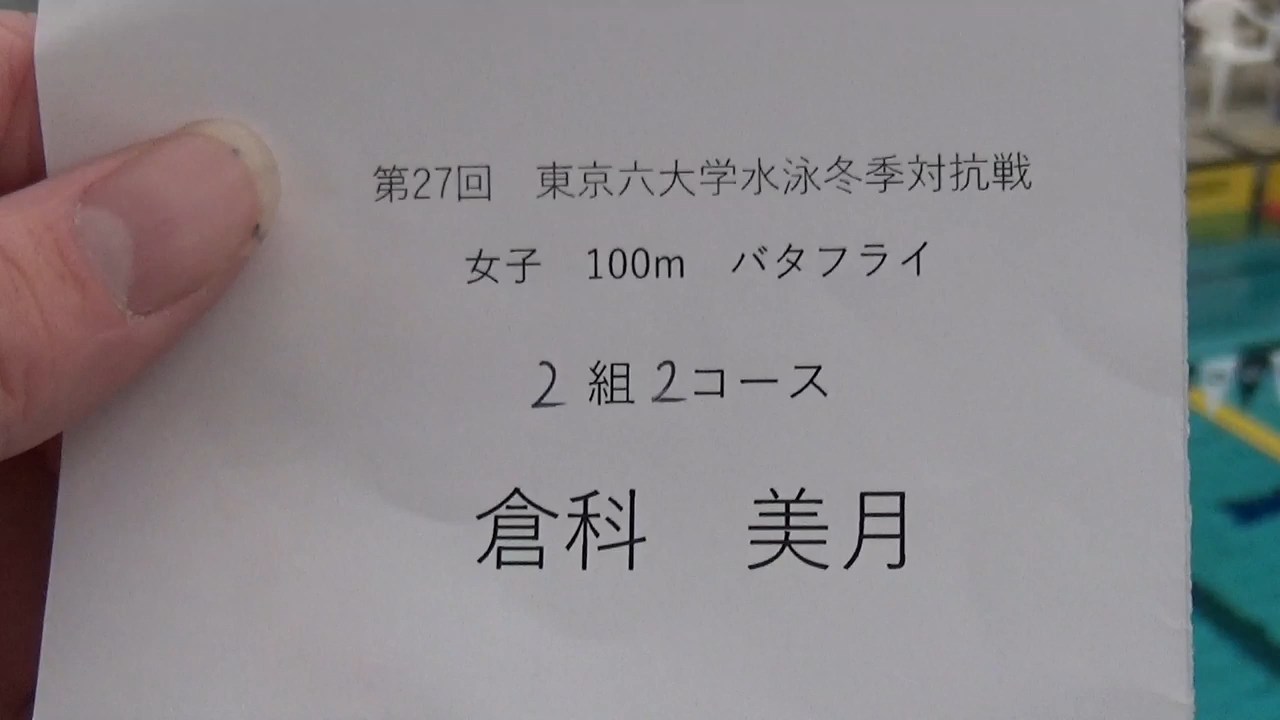 第27回　東京六大学水泳冬季対抗戦
女子　100m　バタフライ
2 組 2コース
倉科　美月